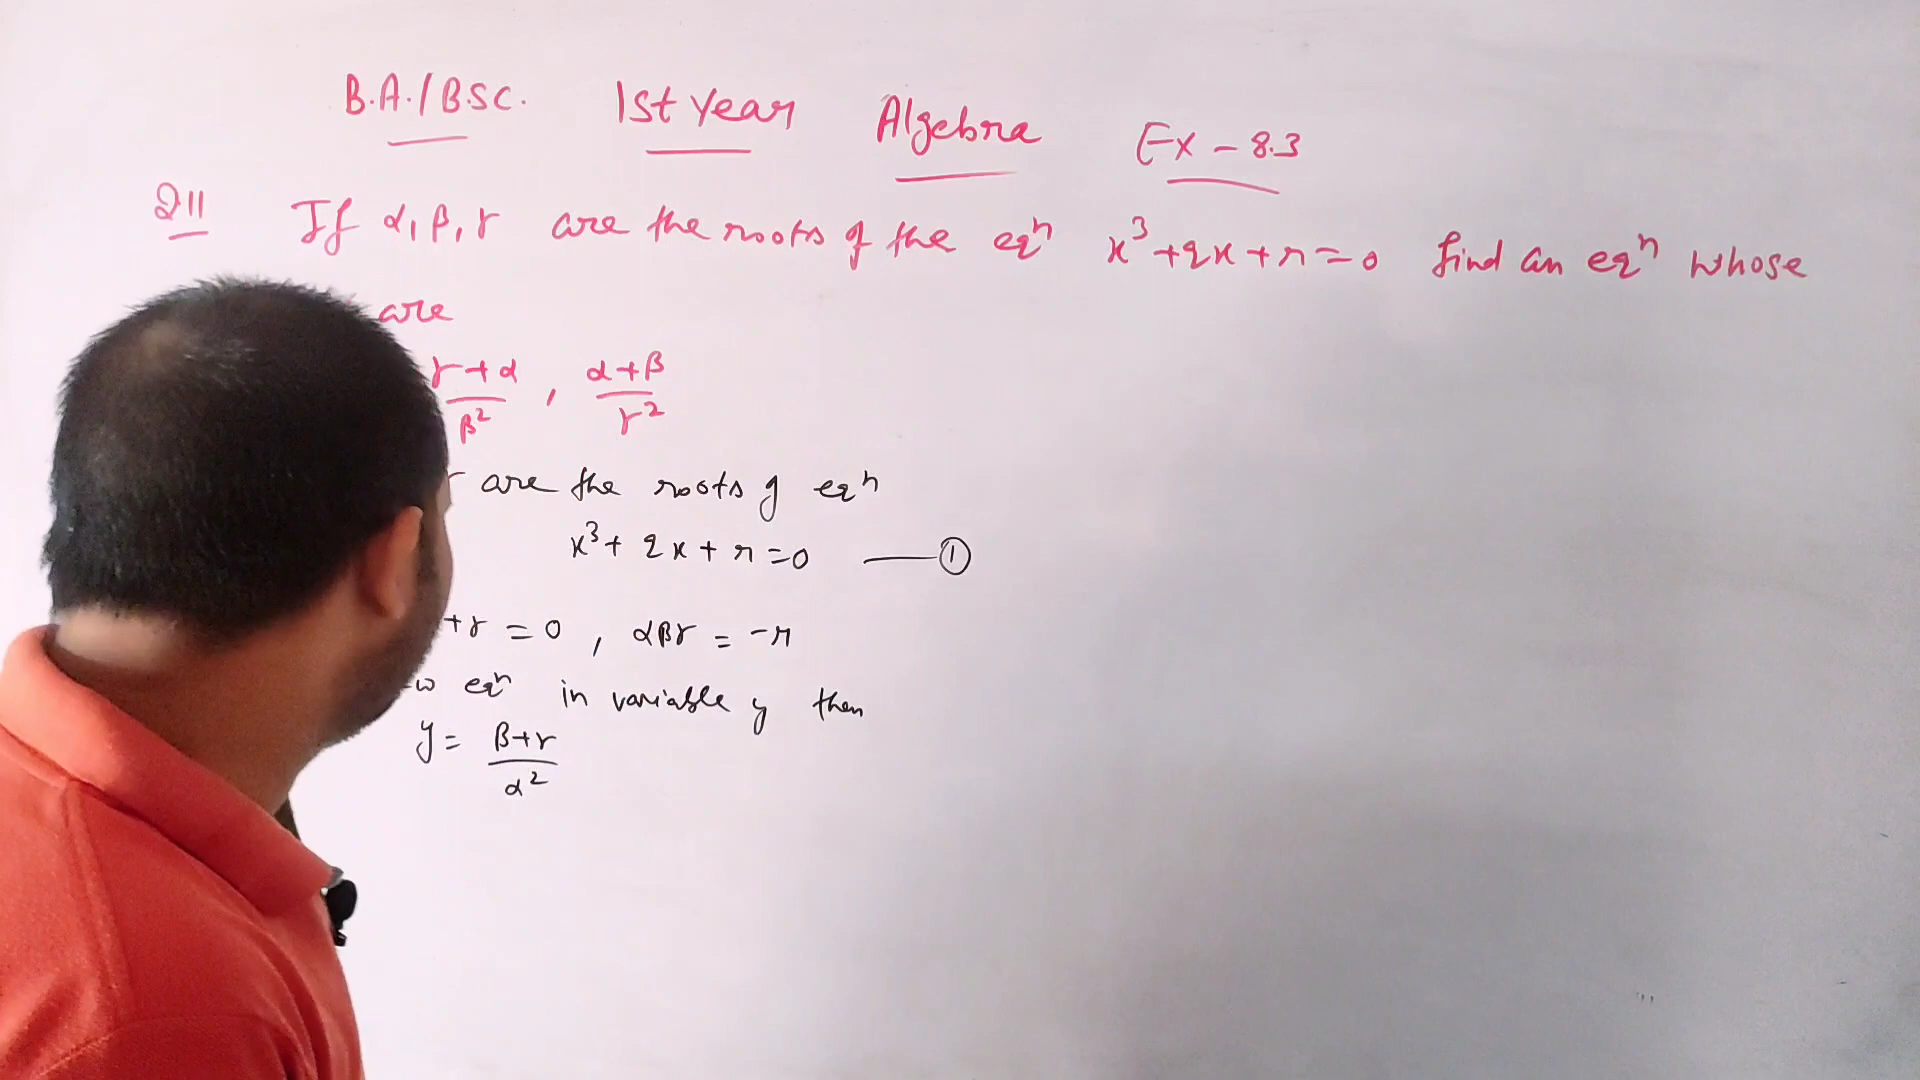 B.A./B.SC. 1st Year Algebra Ex - 8.3
Q11 If α, β, γ are the roots of the eqⁿ x³+qx+r=0 find an eqⁿ whose
are
γ+α/β² , α+β/γ²
are the roots of eqⁿ
x³+ qx + r = 0 —— ①
+γ = 0 , αβγ = -r
eqⁿ in variable y then
y = β+γ/α²